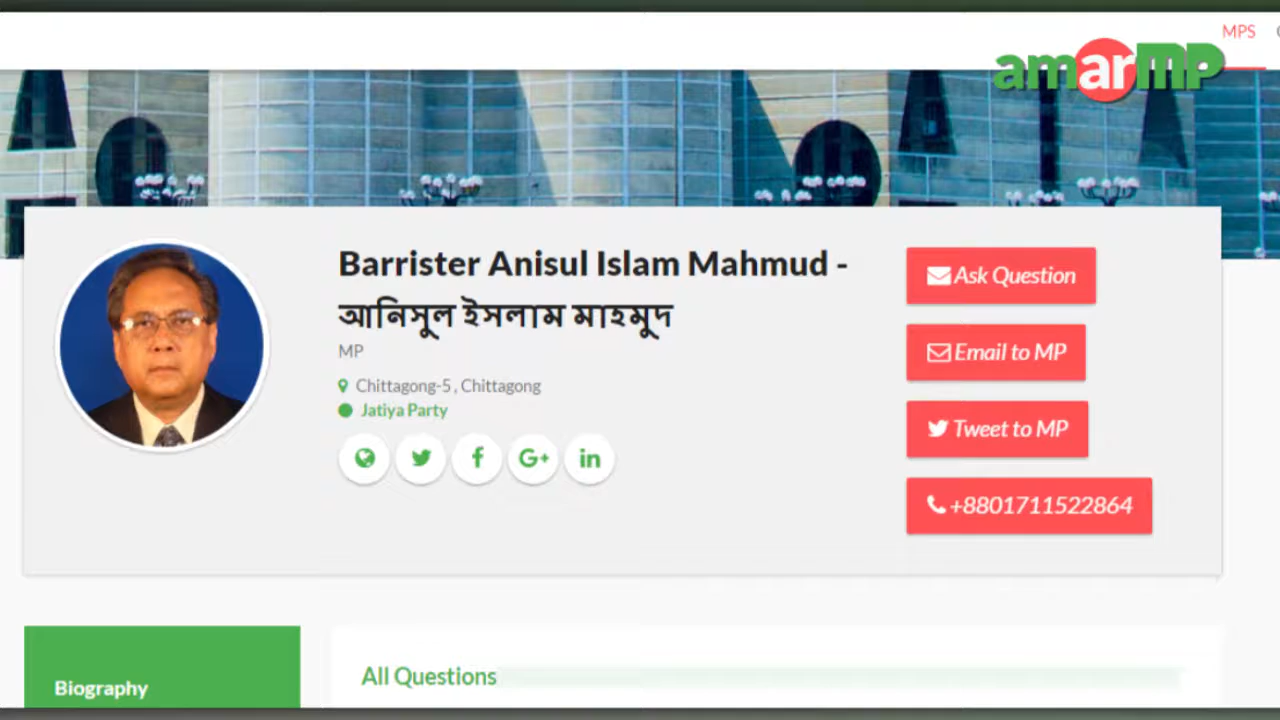 MPS
amarMP
Barrister Anisul Islam Mahmud -
আনিসুল ইসলাম মাহমুদ
MP
Chittagong-5 , Chittagong
Jatiya Party
Ask Question
Email to MP
Tweet to MP
+8801711522864
Biography
All Questions